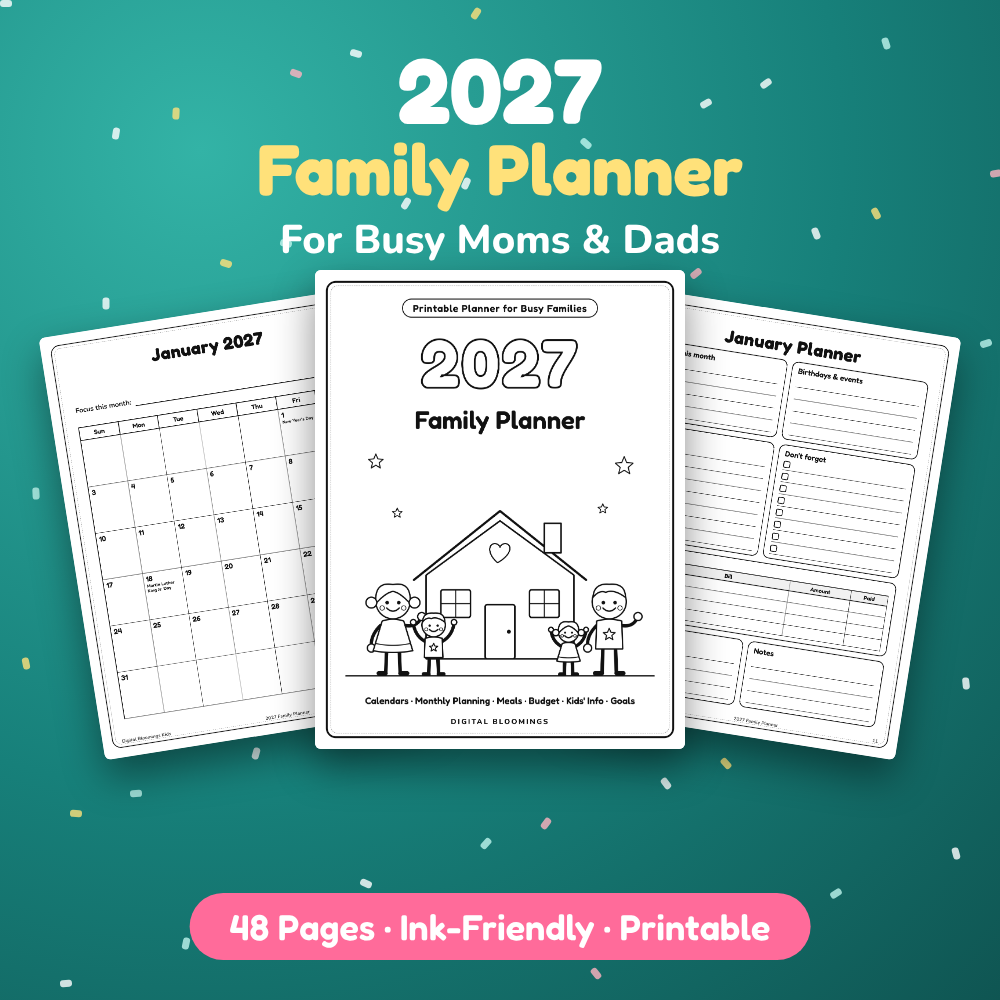 2027
Family Planner
For Busy Moms & Dads
January 2027
Focus this month:
Sun Mon Tue Wed Thu Fri
1
New Year's Day
3 4 5 6 7 8
10 11 12 13 14 15
17 18 19 20 21 22
Martin Luther
King Jr. Day
24 25 26 27 28
31
Digital Bloomings Kids 2027 Family Planner
Printable Planner for Busy Families
2027
Family Planner
Calendars · Monthly Planning · Meals · Budget · Kids' Info · Goals
DIGITAL BLOOMINGS
January Planner
month
Birthdays & events
Don't forget
Bill Amount Paid
Notes
2027 Family Planner
48 Pages · Ink-Friendly · Printable